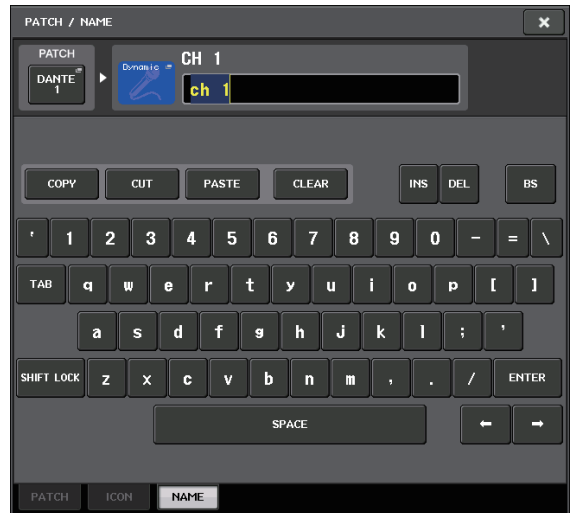 PATCH / NAME ×
PATCH
DANTE
1
Dynamic
CH 1
ch 1
COPY CUT PASTE CLEAR INS DEL BS
' 1 2 3 4 5 6 7 8 9 0 - = \
TAB q w e r t y u i o p [ ]
a s d f g h j k l ; '
SHIFT LOCK z x c v b n m , . / ENTER
SPACE ← →
PATCH ICON NAME